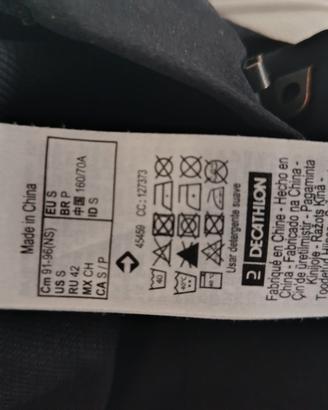 Made in China
Cm 91-96(NS)
US S
RU 42
MX CH
CA S / P
EU S
BR P
中国 160/70A
ID S
45459 CC : 127373
40
40°C
Usar detergente suave
DECATHLON
Fabriqué en Chine - Hecho en
China - Fabricado na China -
Çin'de üretilmiştir - Pagaminta
Kinijoje - Ražots Ķīnā -